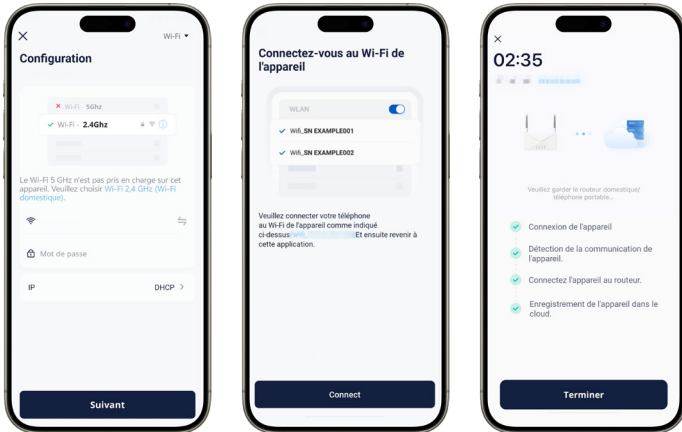 Wi-Fi
Configuration
Wi-Fi - 5Ghz
Wi-Fi - 2.4Ghz
Le Wi-Fi 5 GHz n'est pas pris en charge sur cet
appareil. Veuillez choisir Wi-Fi 2,4 GHz (Wi-Fi
domestique).
Mot de passe
IP
DHCP
Suivant
Connectez-vous au Wi-Fi de
l'appareil
WLAN
Wifi_SN EXAMPLE001
Wifi_SN EXAMPLE002
Veuillez connecter votre téléphone
au Wi-Fi de l'appareil comme indiqué
ci-dessus Et ensuite revenir à
cette application.
Connect
02:35
Veuillez garder le routeur domestique/
téléphone portable...
Connexion de l'appareil
Détection de la communication de
l'appareil.
Connectez l'appareil au routeur.
Enregistrement de l'appareil dans le
cloud.
Terminer